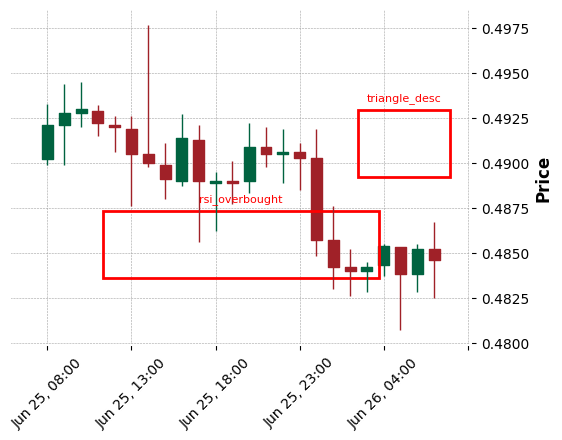 0.4975
0.4950
0.4925
0.4900
0.4875
0.4850
0.4825
0.4800
Price
triangle_desc
rsi_overbought
Jun 25, 08:00
Jun 25, 13:00
Jun 25, 18:00
Jun 25, 23:00
Jun 26, 04:00